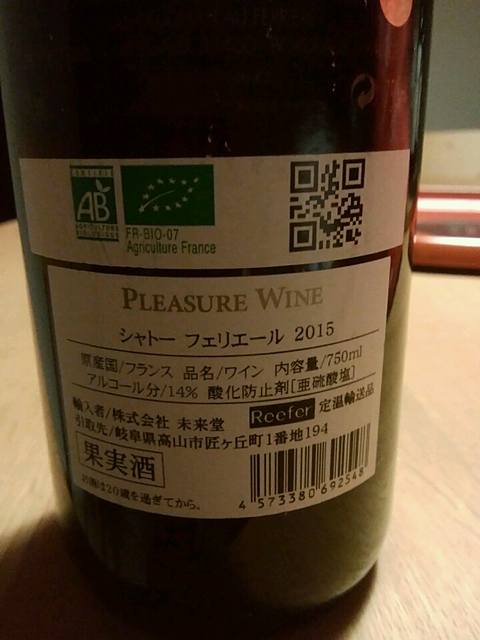 AB
AGRICULTURE
BIOLOGIQUE
FR-BIO-07
Agriculture France
PLEASURE WINE
シャトー フェリエール 2015
原産国/フランス 品名/ワイン 内容量/750ml
アルコール分/14% 酸化防止剤[亜硫酸塩]
輸入者/株式会社 未来堂 Reefer 定温輸送品
引取先/岐阜県高山市匠ヶ丘町1番地194
果実酒
お酒は20歳を過ぎてから。
4 573380 692548